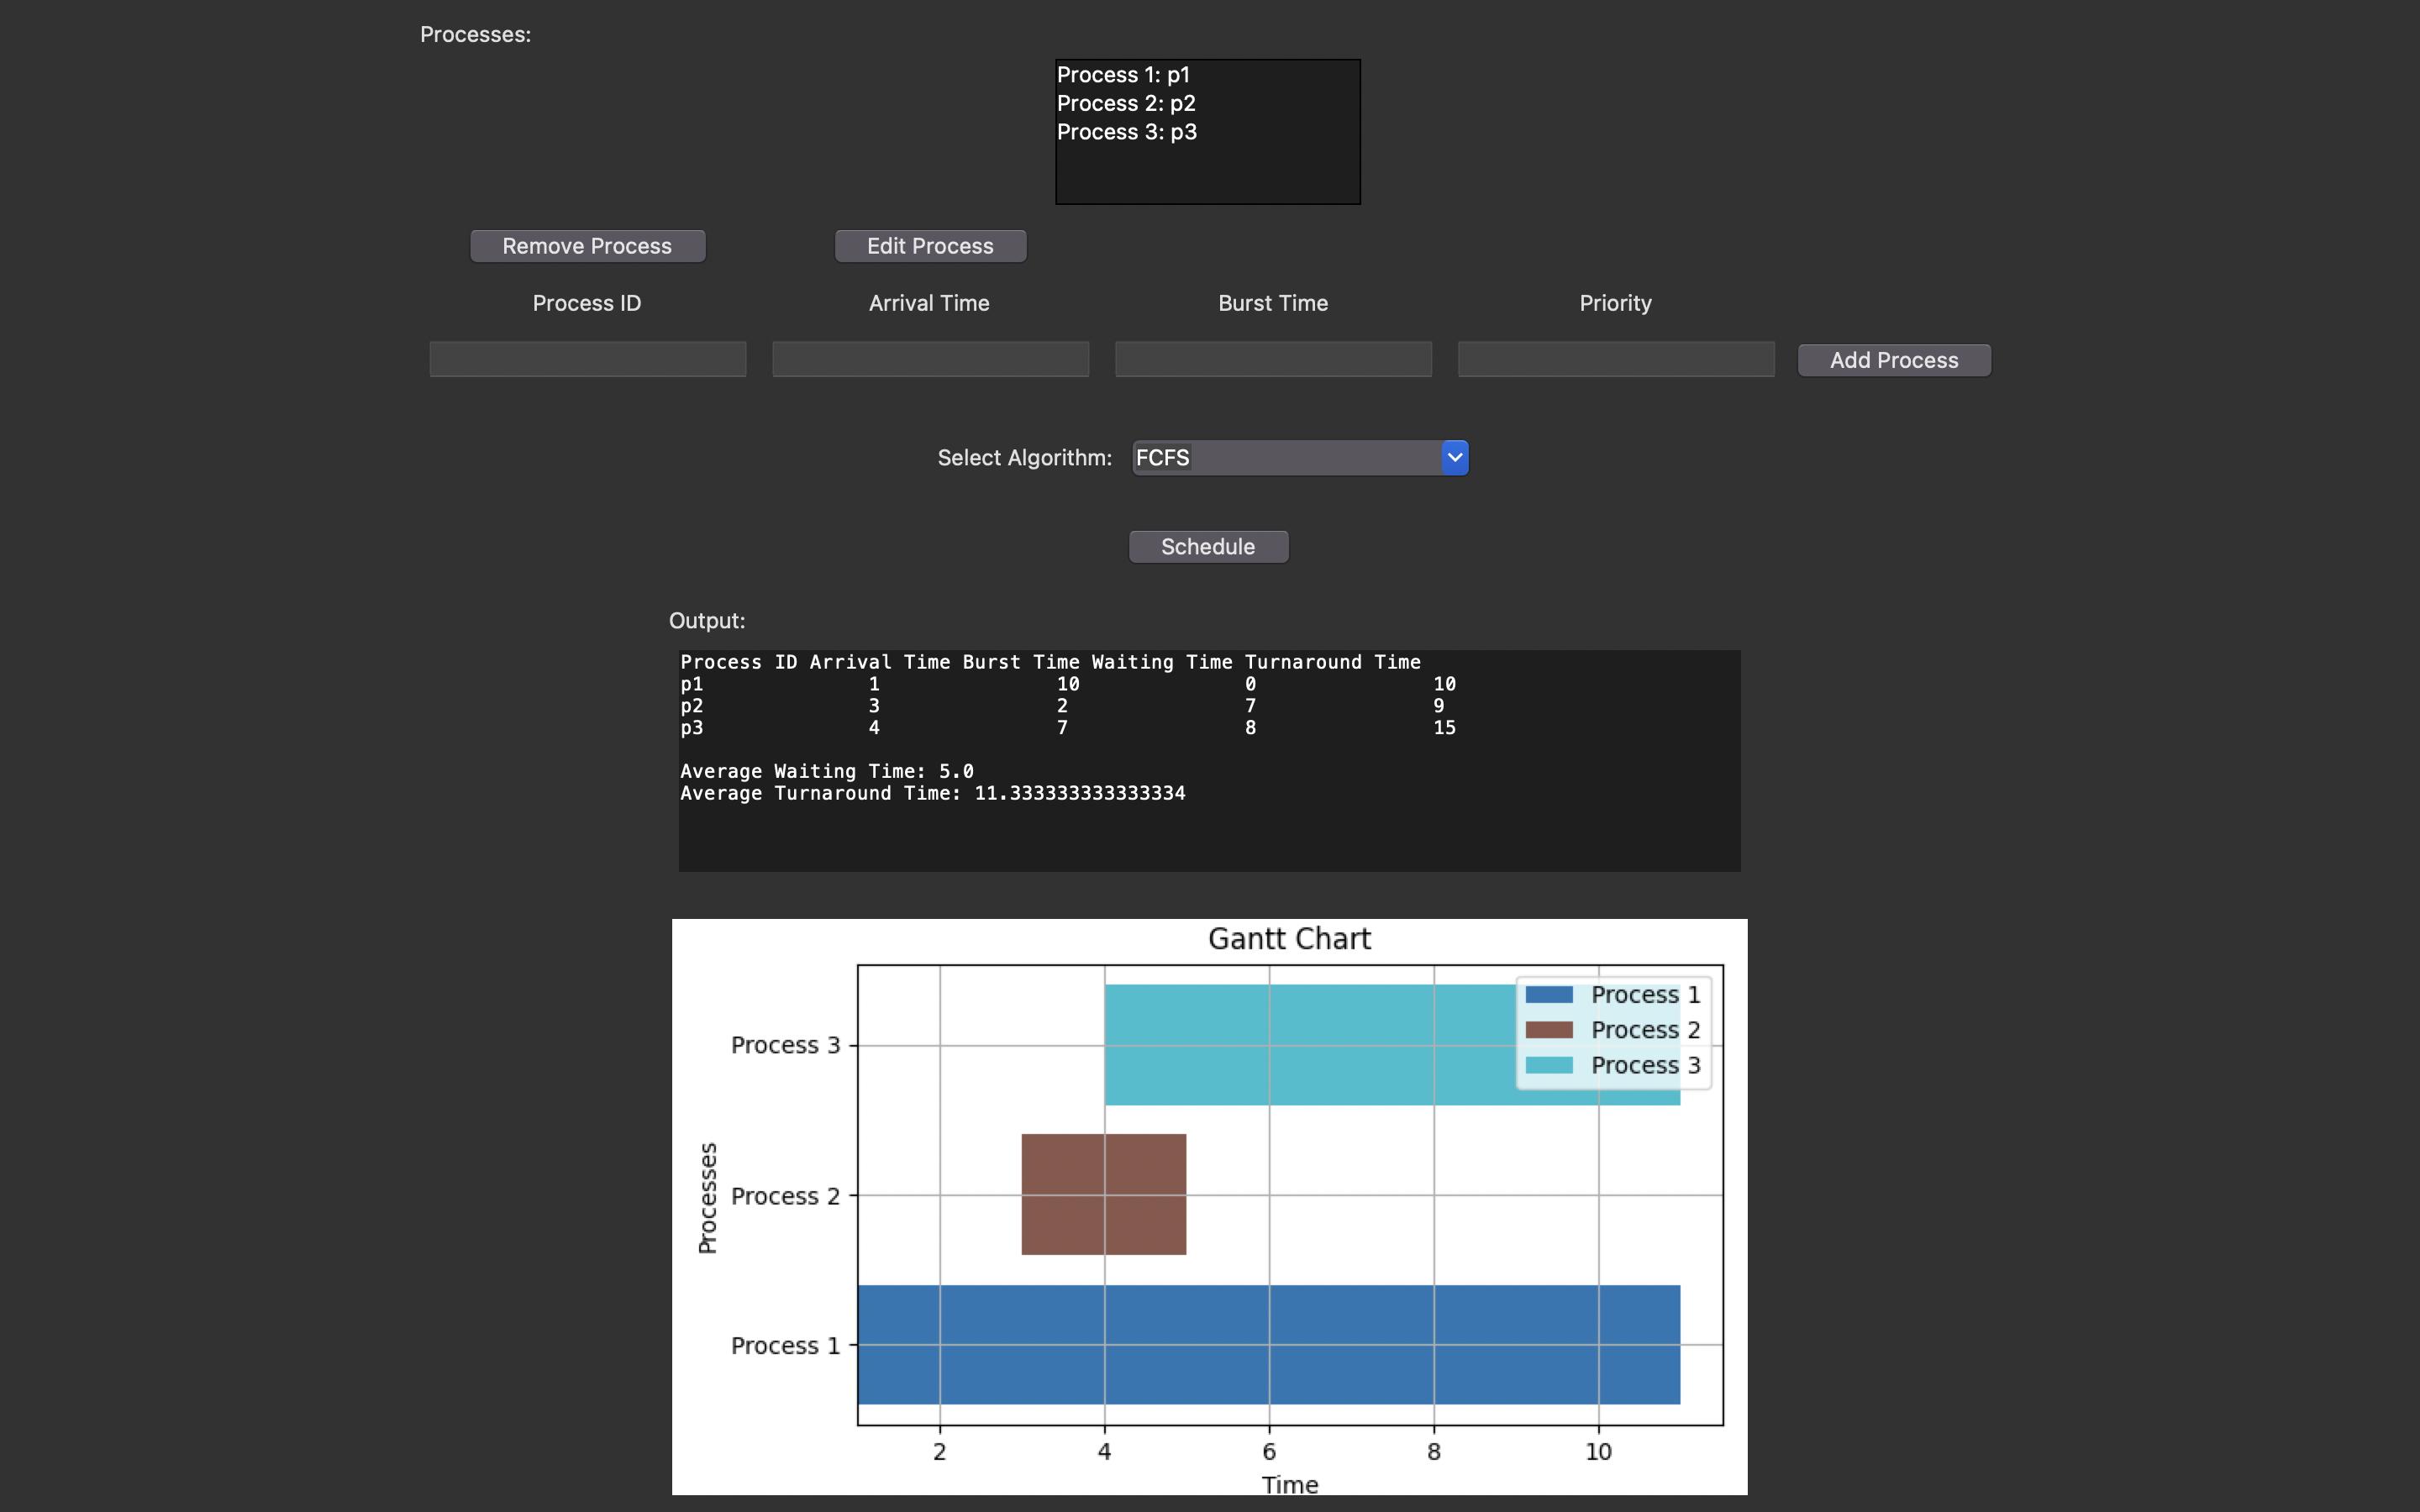 Processes:
Process 1: p1
Process 2: p2
Process 3: p3
Remove Process Edit Process
Process ID Arrival Time Burst Time Priority
Add Process
Select Algorithm: FCFS
Schedule
Output:
Process ID Arrival Time Burst Time Waiting Time Turnaround Time
p1 1 10 0 10
p2 3 2 7 9
p3 4 7 8 15
Average Waiting Time: 5.0
Average Turnaround Time: 11.333333333333334
Gantt Chart
Process 1
Process 2
Process 3
Process 3
Process 2
Process 1
Processes
2 4 6 8 10
Time